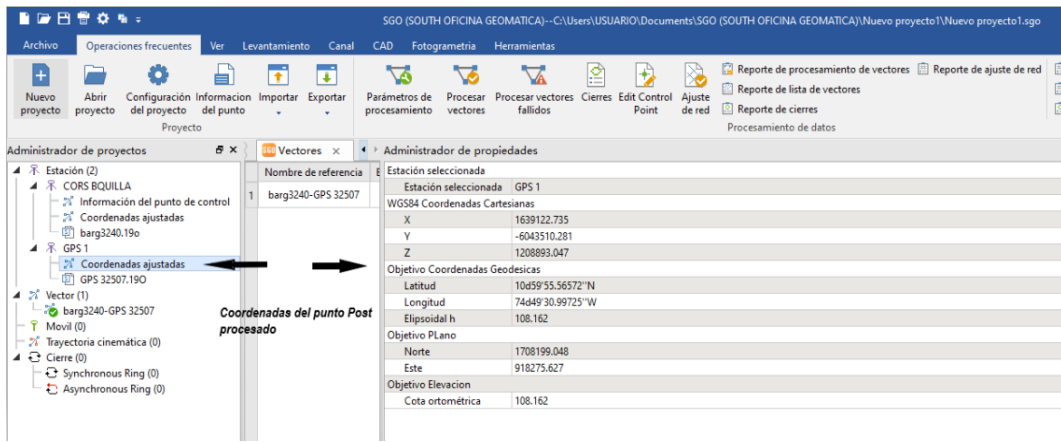 SGO (SOUTH OFICINA GEOMATICA)--C:\Users\USUARIO\Documents\SGO (SOUTH OFICINA GEOMATICA)\Nuevo proyecto1\Nuevo proyecto1.sgo
Archivo Operaciones frecuentes Ver Levantamiento Canal CAD Fotogrametria Herramientas
Nuevo proyecto
Abrir proyecto
Configuración del proyecto
Informacion del punto
Importar
Exportar
Proyecto
Parámetros de procesamiento
Procesar vectores
Procesar vectores fallidos
Cierres
Edit Control Point
Ajuste de red
Reporte de procesamiento de vectores
Reporte de ajuste de red
Reporte de lista de vectores
Reporte de cierres
Procesamiento de datos
Administrador de proyectos
Estación (2)
CORS BQUILLA
Información del punto de control
Coordenadas ajustadas
barg3240.19o
GPS 1
Coordenadas ajustadas
GPS 32507.19O
Vector (1)
barg3240-GPS 32507
Movil (0)
Trayectoria cinemática (0)
Cierre (0)
Synchronous Ring (0)
Asynchronous Ring (0)
SGO Vectores
Nombre de referencia
1 barg3240-GPS 32507
Coordenadas del punto Post
procesado
Administrador de propiedades
Estación seleccionada
Estación seleccionada GPS 1
WGS84 Coordenadas Cartesianas
X 1639122.735
Y -6043510.281
Z 1208893.047
Objetivo Coordenadas Geodesicas
Latitud 10d59'55.56572"N
Longitud 74d49'30.99725"W
Elipsoidal h 108.162
Objetivo PLano
Norte 1708199.048
Este 918275.627
Objetivo Elevacion
Cota ortométrica 108.162